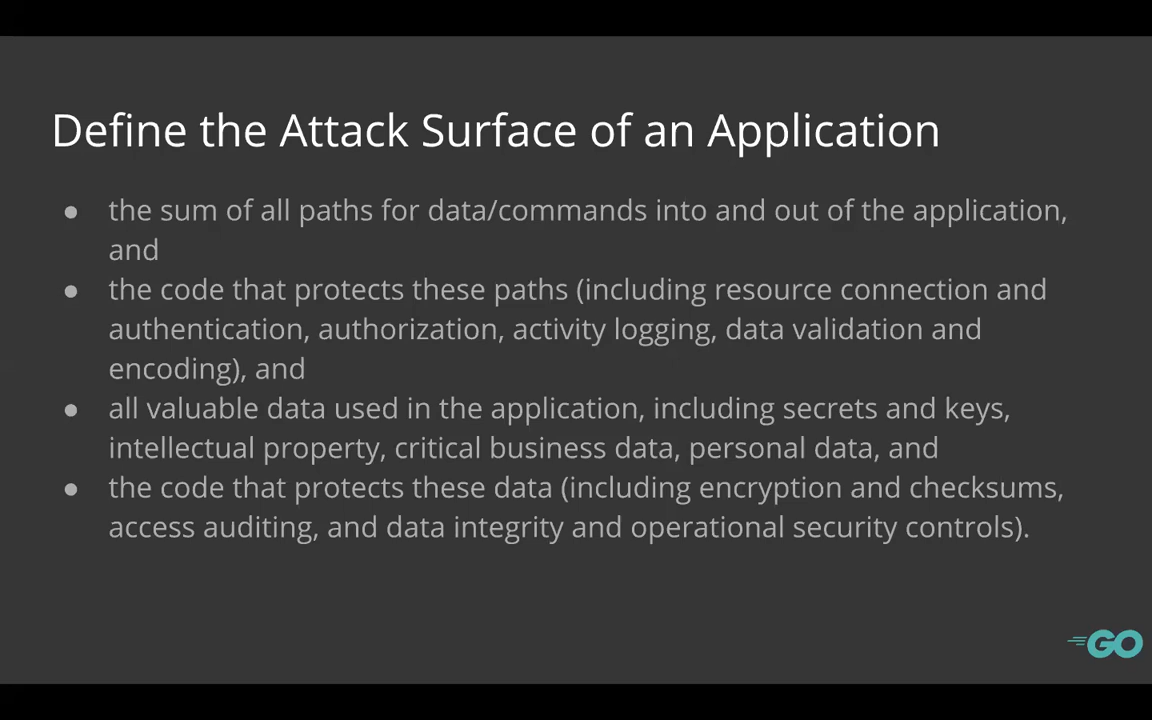 Define the Attack Surface of an Application
● the sum of all paths for data/commands into and out of the application,
and
● the code that protects these paths (including resource connection and
authentication, authorization, activity logging, data validation and
encoding), and
● all valuable data used in the application, including secrets and keys,
intellectual property, critical business data, personal data, and
● the code that protects these data (including encryption and checksums,
access auditing, and data integrity and operational security controls).
GO